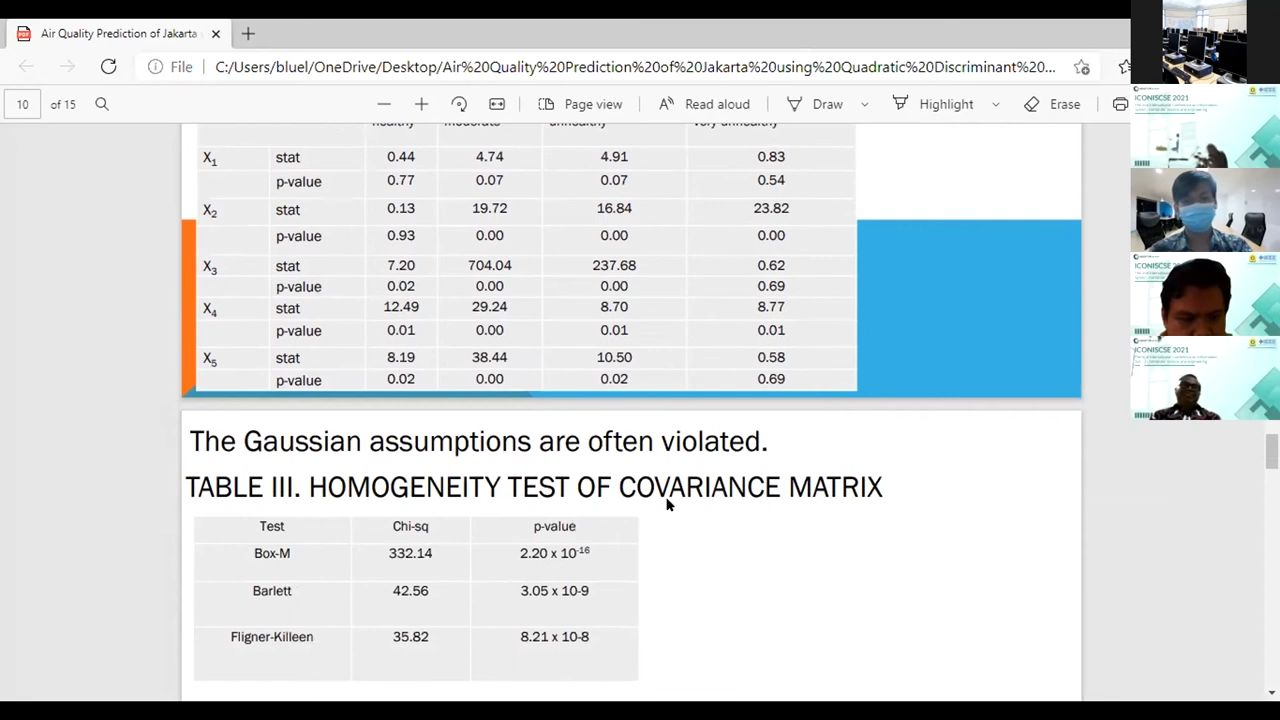 Air Quality Prediction of Jakarta
File C:/Users/bluel/OneDrive/Desktop/Air%20Quality%20Prediction%20of%20Jakarta%20using%20Quadratic%20Discriminant%20...
10 of 15 Page view Read aloud Draw Highlight Erase
X1 stat 0.44 4.74 4.91 0.83
p-value 0.77 0.07 0.07 0.54
X2 stat 0.13 19.72 16.84 23.82
p-value 0.93 0.00 0.00 0.00
X3 stat 7.20 704.04 237.68 0.62
p-value 0.02 0.00 0.00 0.69
X4 stat 12.49 29.24 8.70 8.77
p-value 0.01 0.00 0.01 0.01
X5 stat 8.19 38.44 10.50 0.58
p-value 0.02 0.00 0.02 0.69
The Gaussian assumptions are often violated.
TABLE III. HOMOGENEITY TEST OF COVARIANCE MATRIX
Test Chi-sq p-value
Box-M 332.14 2.20 x 10-16
Barlett 42.56 3.05 x 10-9
Fligner-Killeen 35.82 8.21 x 10-8
ICONISCSE 2021
ICONISCSE 2021
ICONISCSE 2021